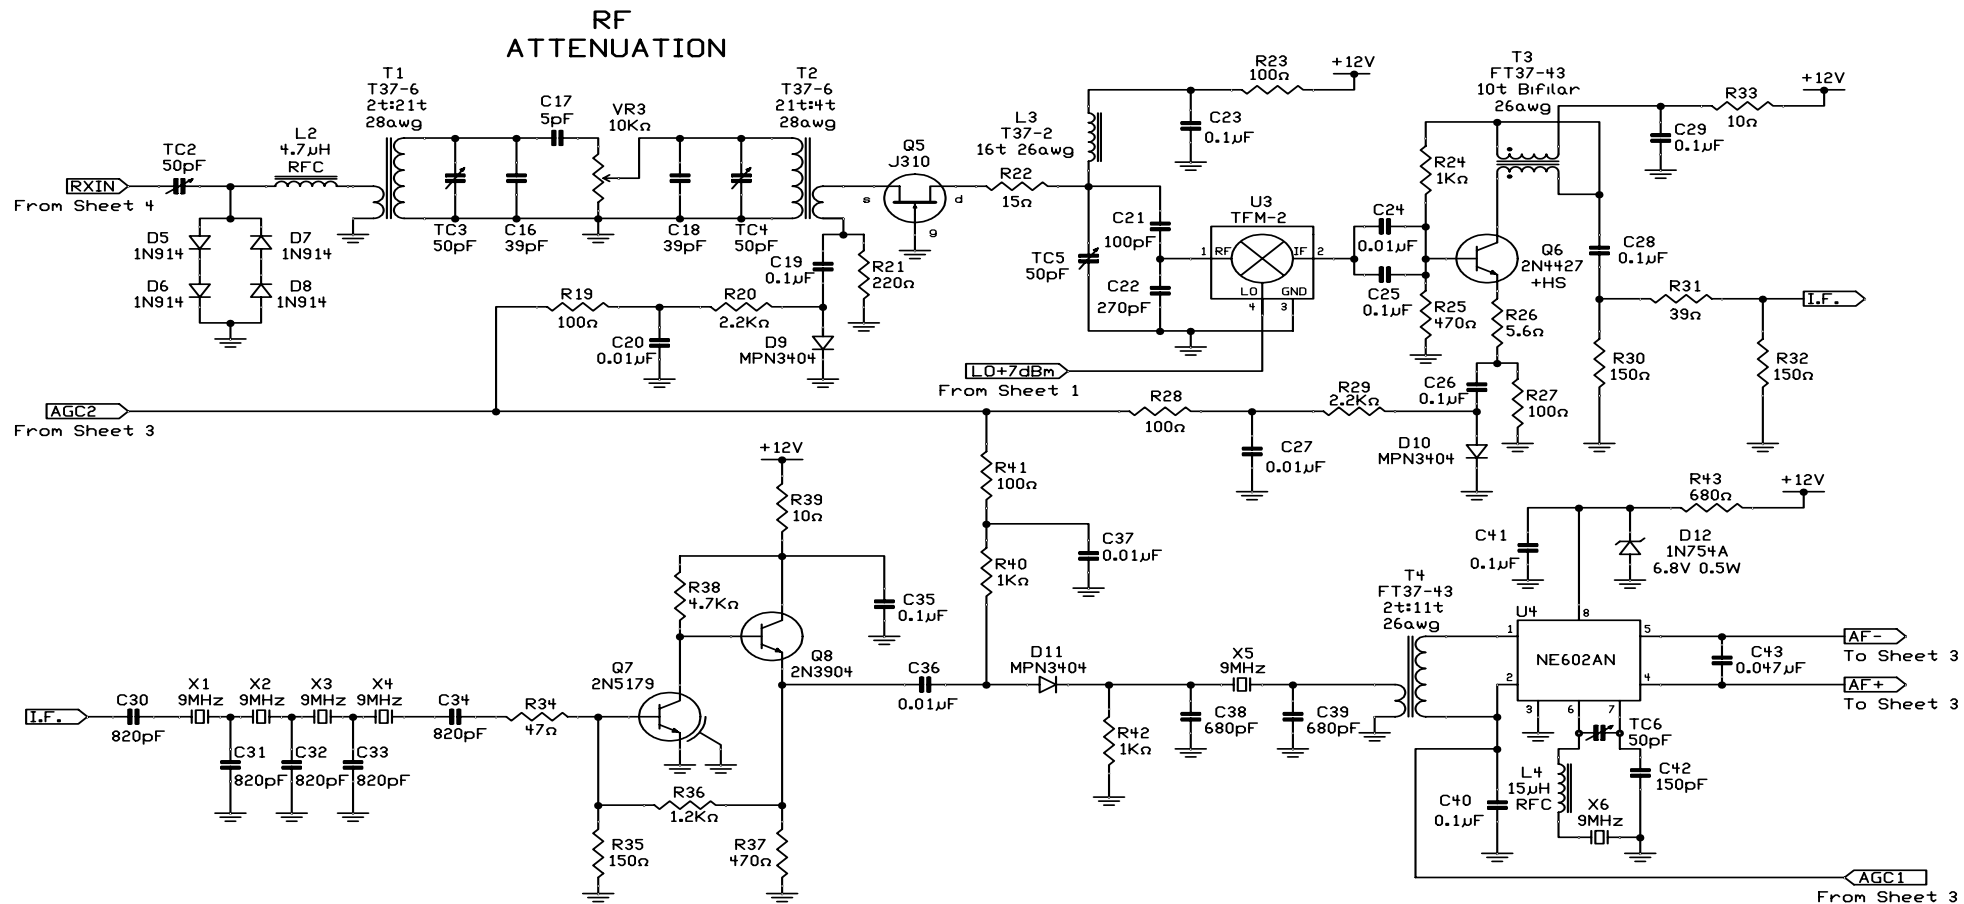 RF
ATTENUATION
T1
T37-6
2t:21t
28awg
T2
T37-6
21t:4t
28awg
C17
5pF
VR3
10KΩ
L2
4.7µH
RFC
TC2
50pF
RXIN
From Sheet 4
D5
1N914
D7
1N914
D6
1N914
D8
1N914
TC3
50pF
C16
39pF
C18
39pF
TC4
50pF
Q5
J310
s
d
g
C19
0.1µF
R21
220Ω
R19
100Ω
R20
2.2KΩ
C20
0.01µF
D9
MPN3404
L3
T37-2
16t 26awg
R22
15Ω
C23
0.1µF
R23
100Ω
+12V
C21
100pF
TC5
50pF
C22
270pF
U3
TFM-2
1
RF
IF
2
LO
GND
4
3
C24
0.01µF
C25
0.1µF
R24
1KΩ
R25
470Ω
T3
FT37-43
10t Bifilar
26awg
Q6
2N4427
+HS
R26
5.6Ω
C26
0.1µF
R27
100Ω
C29
0.1µF
R33
10Ω
+12V
C28
0.1µF
R31
39Ω
I.F.
R30
150Ω
R32
150Ω
LO+7dBm
From Sheet 1
AGC2
From Sheet 3
R28
100Ω
R29
2.2KΩ
C27
0.01µF
D10
MPN3404
+12V
R39
10Ω
R38
4.7KΩ
C35
0.1µF
Q8
2N3904
Q7
2N5179
R41
100Ω
C37
0.01µF
R40
1KΩ
I.F.
C30
820pF
X1
9MHz
X2
9MHz
X3
9MHz
X4
9MHz
C31
820pF
C32
820pF
C33
820pF
C34
820pF
R34
47Ω
R36
1.2KΩ
R35
150Ω
R37
470Ω
C36
0.01µF
D11
MPN3404
R42
1KΩ
C38
680pF
X5
9MHz
C39
680pF
T4
FT37-43
2t:11t
26awg
C41
0.1µF
D12
1N754A
6.8V 0.5W
R43
680Ω
+12V
U4
NE602AN
8
1
2
5
4
3
6
7
C43
0.047µF
AF-
To Sheet 3
AF+
To Sheet 3
TC6
50pF
L4
15µH
RFC
C42
150pF
X6
9MHz
C40
0.1µF
AGC1
From Sheet 3